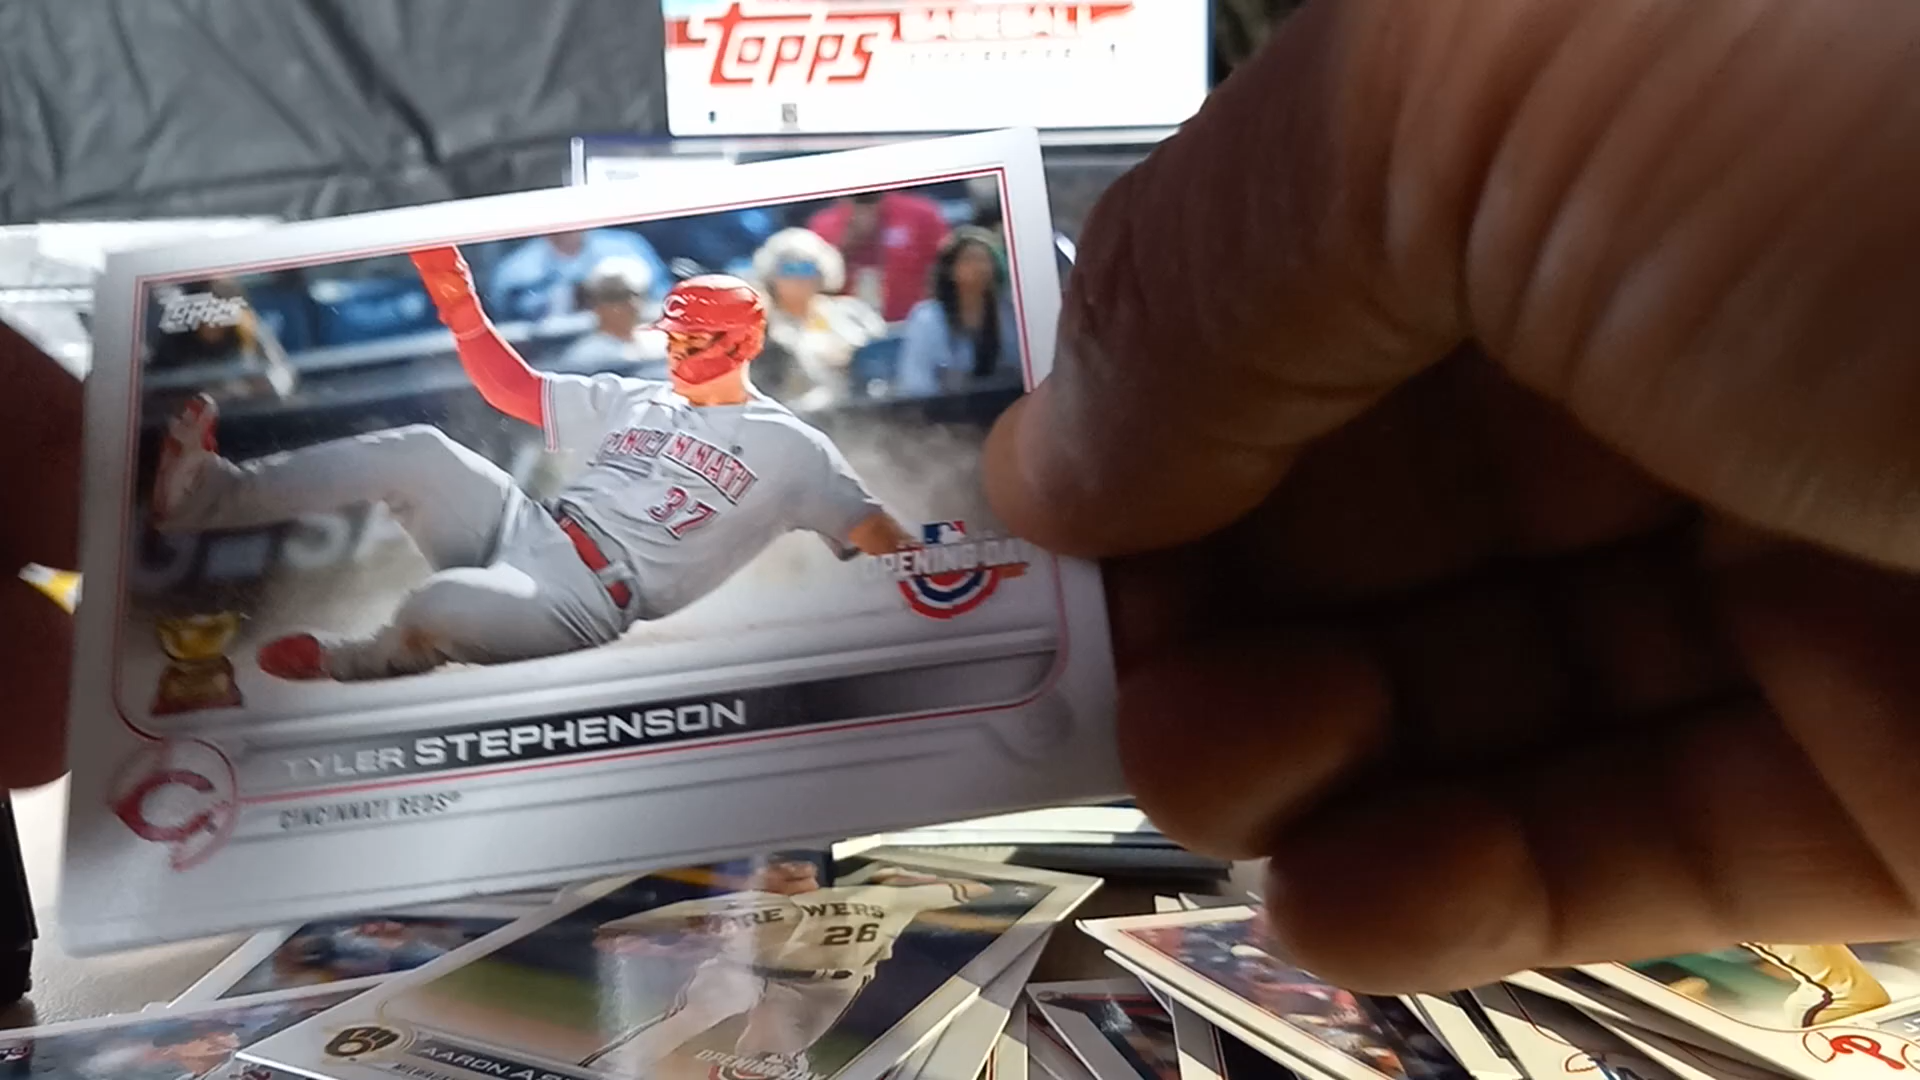 Topps
BASEBALL
Topps
CINCINNATI
37
OPENING DAY
TYLER STEPHENSON
CINCINNATI REDS
BREWERS
26
AARON
OPENING DAY